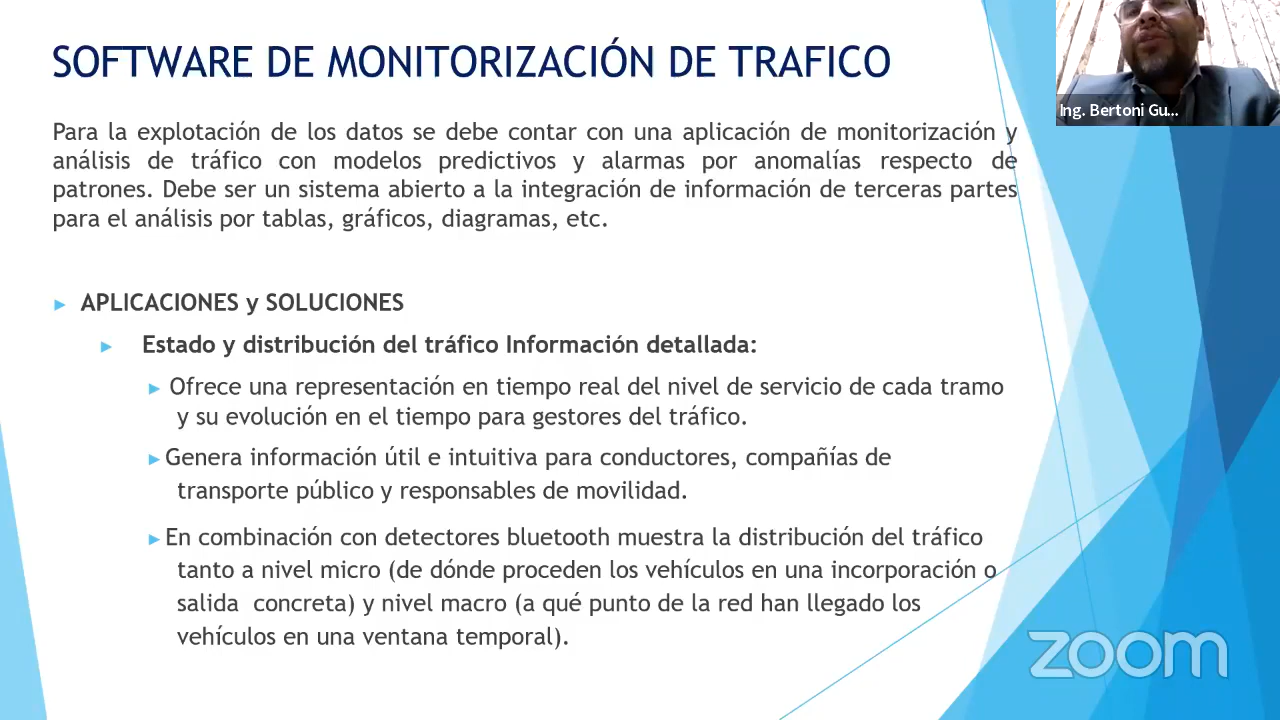 SOFTWARE DE MONITORIZACIÓN DE TRAFICO
Ing. Bertoni Gu...
Para la explotación de los datos se debe contar con una aplicación de monitorización y
análisis de tráfico con modelos predictivos y alarmas por anomalías respecto de
patrones. Debe ser un sistema abierto a la integración de información de terceras partes
para el análisis por tablas, gráficos, diagramas, etc.
APLICACIONES y SOLUCIONES
Estado y distribución del tráfico Información detallada:
Ofrece una representación en tiempo real del nivel de servicio de cada tramo
y su evolución en el tiempo para gestores del tráfico.
Genera información útil e intuitiva para conductores, compañías de
transporte público y responsables de movilidad.
En combinación con detectores bluetooth muestra la distribución del tráfico
tanto a nivel micro (de dónde proceden los vehículos en una incorporación o
salida concreta) y nivel macro (a qué punto de la red han llegado los
vehículos en una ventana temporal).
zoom